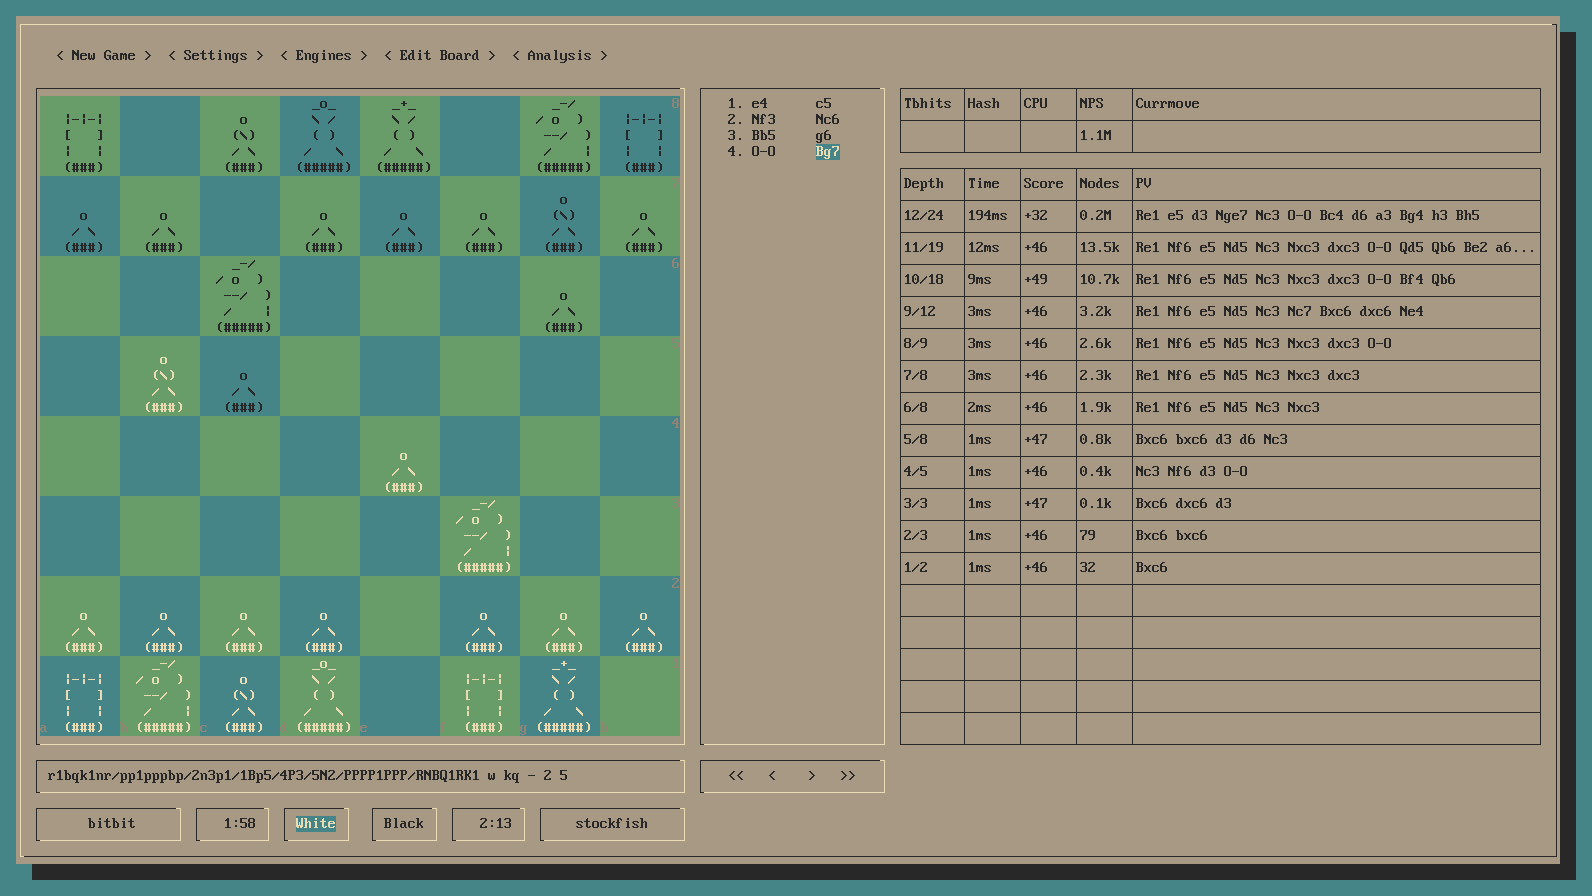 < New Game > < Settings > < Engines > < Edit Board > < Analysis >
8
6
5
4
2
a c e g
1. e4 c5
2. Nf3 Nc6
3. Bb5 g6
4. O-O Bg7
Tbhits Hash CPU NPS Currmove
1.1M
Depth Time Score Nodes PV
12/24 194ms +32 0.2M Re1 e5 d3 Nge7 Nc3 O-O Bc4 d6 a3 Bg4 h3 Bh5
11/19 12ms +46 13.5k Re1 Nf6 e5 Nd5 Nc3 Nxc3 dxc3 O-O Qd5 Qb6 Be2 a6...
10/18 9ms +49 10.7k Re1 Nf6 e5 Nd5 Nc3 Nxc3 dxc3 O-O Bf4 Qb6
9/12 3ms +46 3.2k Re1 Nf6 e5 Nd5 Nc3 Nc7 Bxc6 dxc6 Ne4
8/9 3ms +46 2.6k Re1 Nf6 e5 Nd5 Nc3 Nxc3 dxc3 O-O
7/8 3ms +46 2.3k Re1 Nf6 e5 Nd5 Nc3 Nxc3 dxc3
6/8 2ms +46 1.9k Re1 Nf6 e5 Nd5 Nc3 Nxc3
5/8 1ms +47 0.8k Bxc6 bxc6 d3 d6 Nc3
4/5 1ms +46 0.4k Nc3 Nf6 d3 O-O
3/3 1ms +47 0.1k Bxc6 dxc6 d3
2/3 1ms +46 79 Bxc6 bxc6
1/2 1ms +46 32 Bxc6
r1bqk1nr/pp1pppbp/2n3p1/1Bp5/4P3/5N2/PPPP1PPP/RNBQ1RK1 w kq - 2 5
<< < > >>
bitbit 1:58 White Black 2:13 stockfish